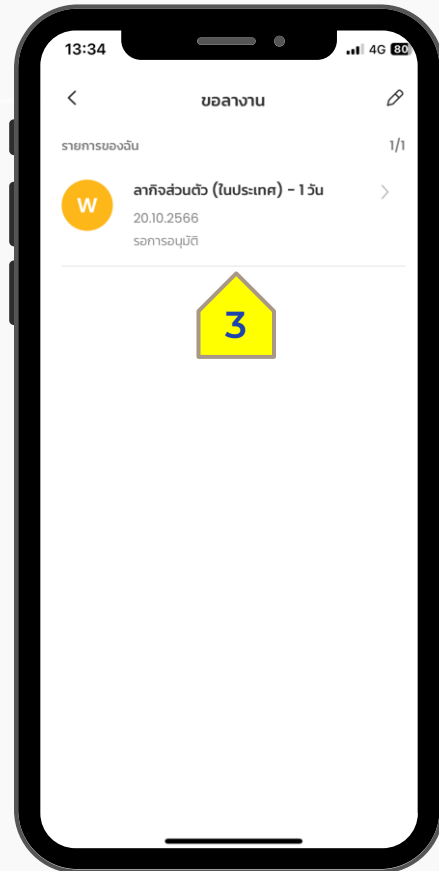 13:34
4G 80
ขอลางาน
รายการของฉัน 1/1
W
ลากิจส่วนตัว (ในประเทศ) - 1 วัน
20.10.2566
รอการอนุมัติ
3